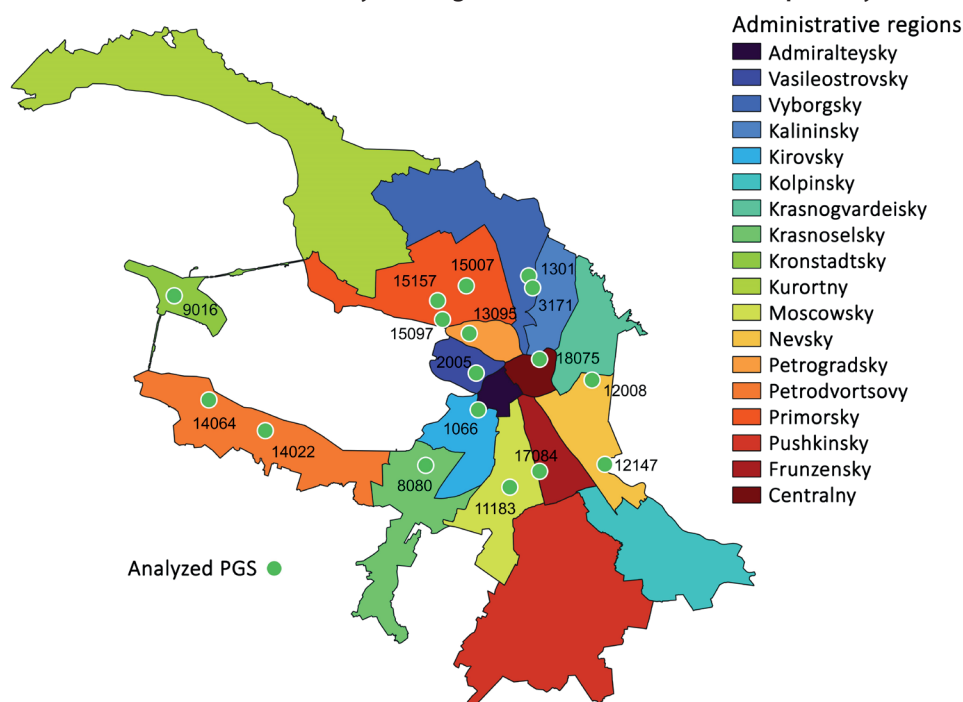 Administrative regions
Admiralteysky
Vasileostrovsky
Vyborgsky
Kalininsky
Kirovsky
Kolpinsky
Krasnogvardeisky
Krasnoselsky
Kronstadtsky
Kurortny
Moscowsky
Nevsky
Petrogradsky
Petrodvortsovy
Primorsky
Pushkinsky
Frunzensky
Centralny
15007
1301
15157
9016
3171
13095
15097
2005
18075
12008
14064
1066
14022
17084
12147
8080
11183
Analyzed PGS